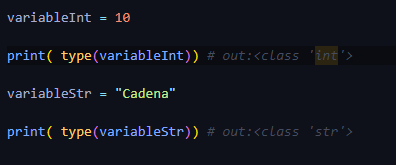 variableInt = 10
print( type(variableInt)) # out:<class 'int'>
variableStr = "Cadena"
print( type(variableStr)) # out:<class 'str'>